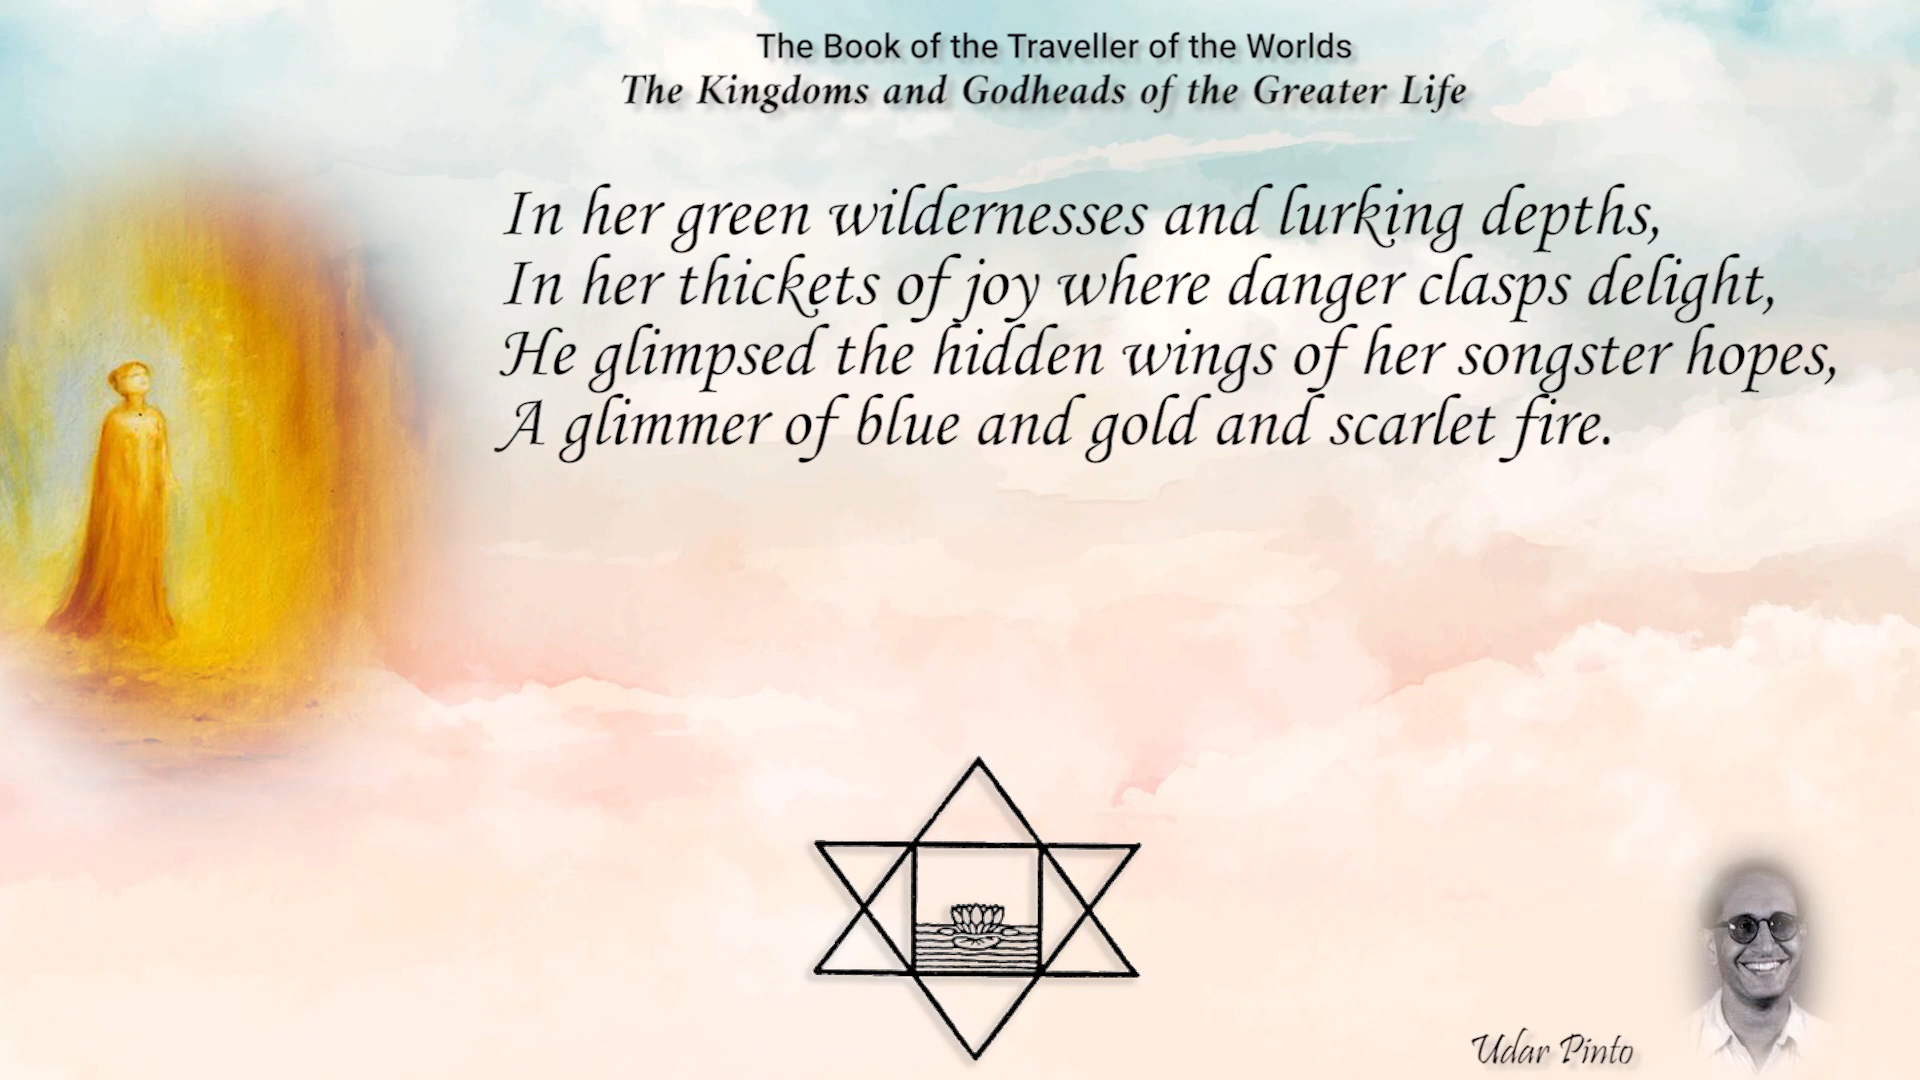 The Book of the Traveller of the Worlds
The Kingdoms and Godheads of the Greater Life
In her green wildernesses and lurking depths,
In her thickets of joy where danger clasps delight,
He glimpsed the hidden wings of her songster hopes,
A glimmer of blue and gold and scarlet fire.
Udar Pinto